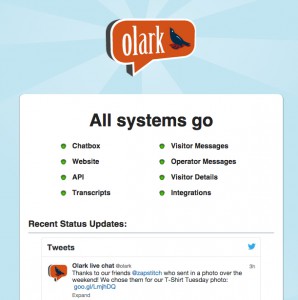 olark
All systems go
Chatbox
Visitor Messages
Website
Operator Messages
API
Visitor Details
Transcripts
Integrations
Recent Status Updates:
Tweets
Olark live chat @olark 3h
Thanks to our friends @zapstitch who sent in a photo over the
weekend! We chose them for our T-Shirt Tuesday photo:
goo.gl/LmjhDQ
Expand